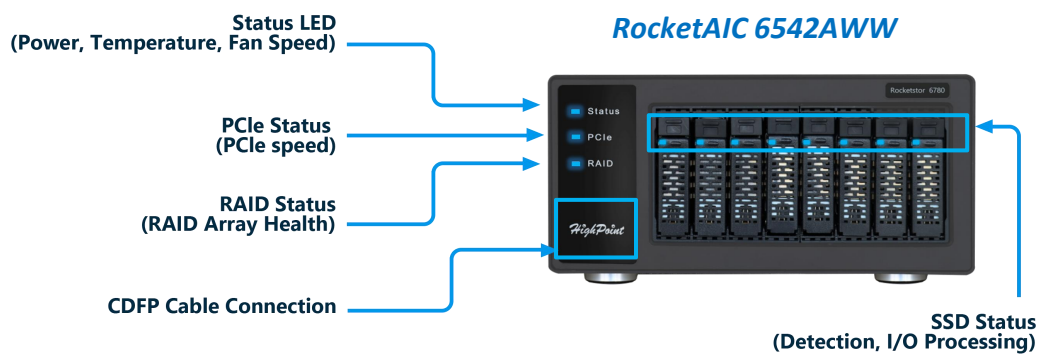 RocketAIC 6542AWW
Status LED
(Power, Temperature, Fan Speed)
PCIe Status
(PCIe speed)
RAID Status
(RAID Array Health)
CDFP Cable Connection
Rocketstor 6780
Status
PCIe
RAID
HighPoint
SSD Status
(Detection, I/O Processing)